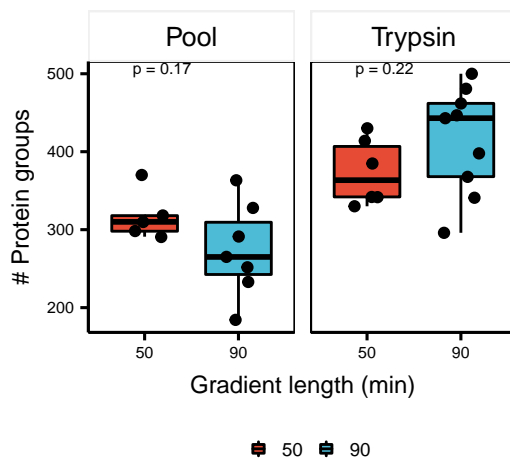 Pool
Trypsin
p = 0.17
p = 0.22
# Protein groups
500
400
300
200
50
90
50
90
Gradient length (min)
50
90